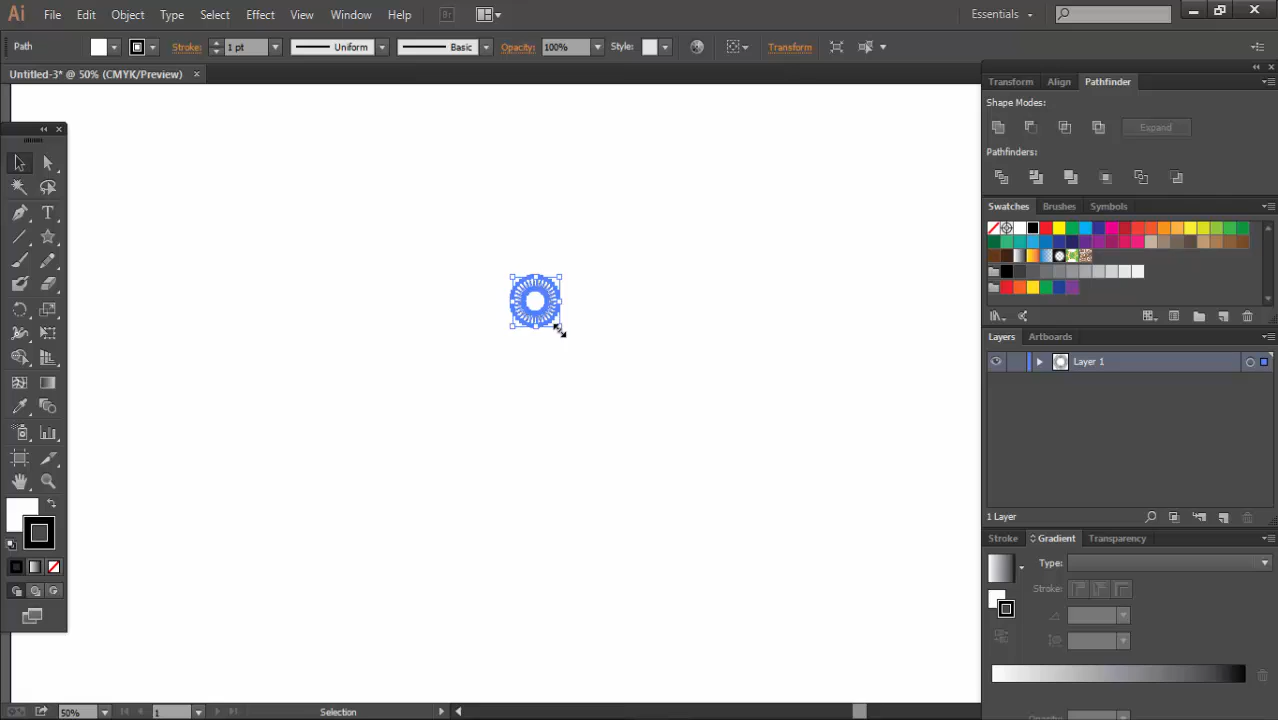 Ai File Edit Object Type Select Effect View Window Help Br Essentials
Path Stroke: 1 pt Uniform Basic Opacity: 100% Style: Transform
Untitled-3* @ 50% (CMYK/Preview)
Transform Align Pathfinder
Shape Modes:
Expand
Pathfinders:
Swatches Brushes Symbols
Layers Artboards
Layer 1
1 Layer
Stroke Gradient Transparency
Type:
Stroke:
Opacity:
50% 1 Selection